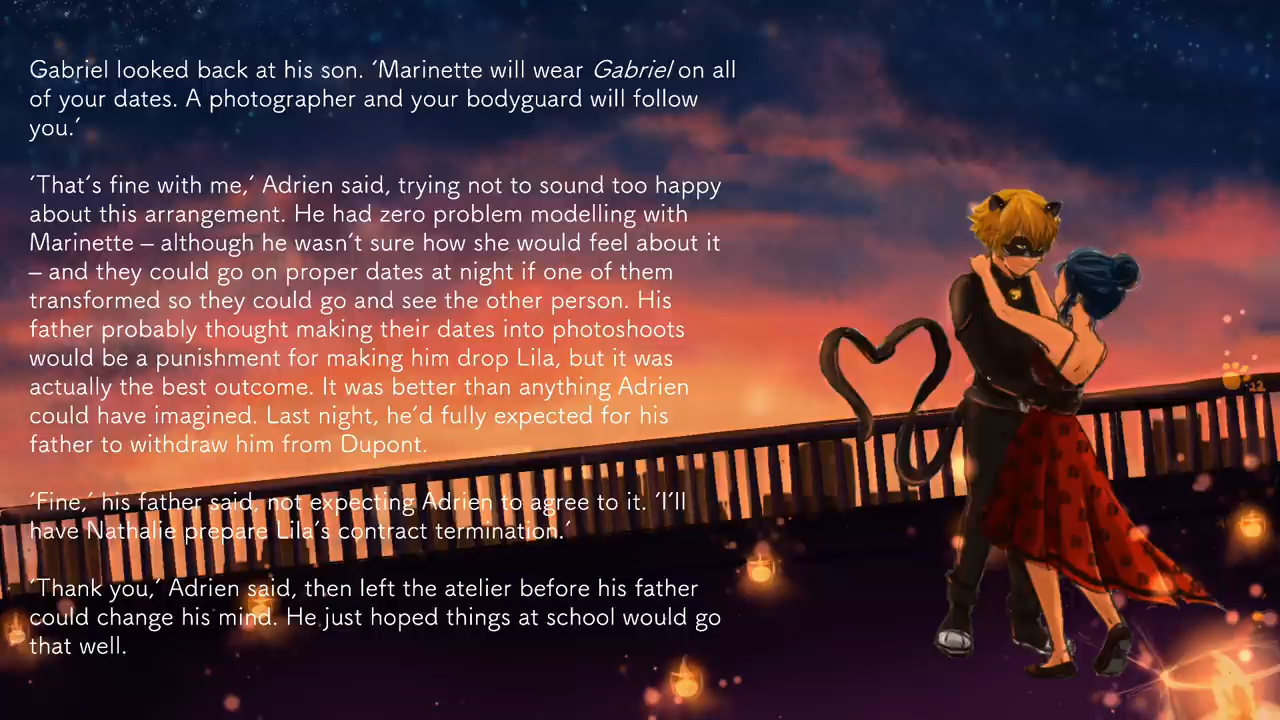 Gabriel looked back at his son. ‘Marinette will wear Gabriel on all
of your dates. A photographer and your bodyguard will follow
you.’
‘That’s fine with me,’ Adrien said, trying not to sound too happy
about this arrangement. He had zero problem modelling with
Marinette – although he wasn’t sure how she would feel about it
– and they could go on proper dates at night if one of them
transformed so they could go and see the other person. His
father probably thought making their dates into photoshoots
would be a punishment for making him drop Lila, but it was
actually the best outcome. It was better than anything Adrien
could have imagined. Last night, he’d fully expected for his
father to withdraw him from Dupont.
‘Fine,’ his father said, not expecting Adrien to agree to it. ‘I’ll
have Nathalie prepare Lila’s contract termination.’
‘Thank you,’ Adrien said, then left the atelier before his father
could change his mind. He just hoped things at school would go
that well.